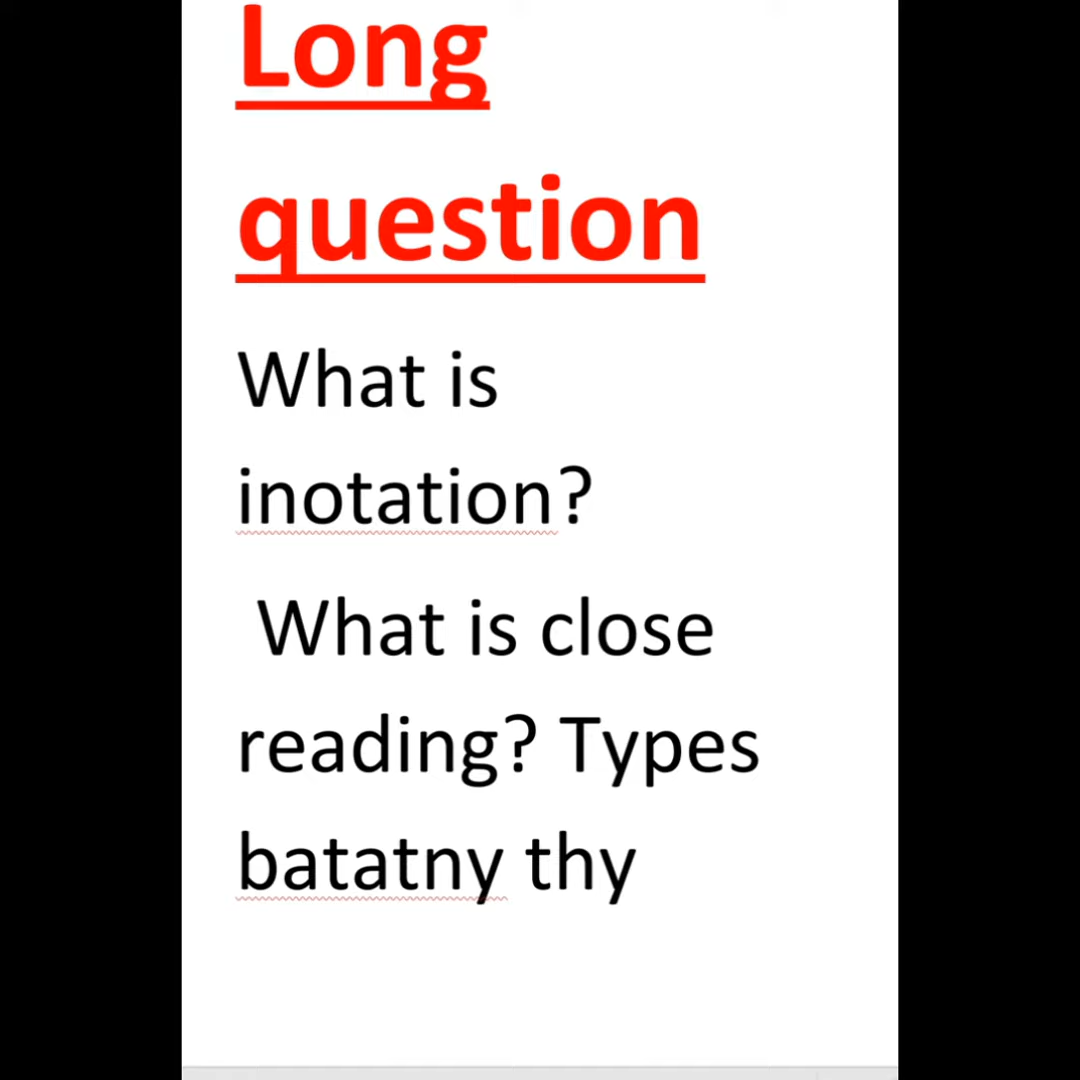 Long
question
What is
inotation?
What is close
reading? Types
batatny thy